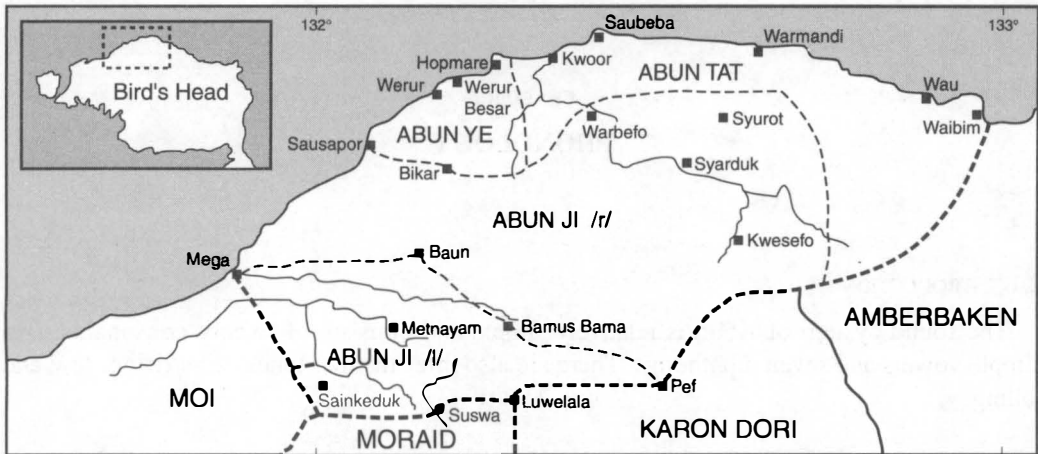 132°
133°
Saubeba
Warmandi
Hopmare
Kwoor
ABUN TAT
Bird's Head
Werur
Werur
Besar
Wau
ABUN YE
Warbefo
Syurot
Waibim
Sausapor
Bikar
Syarduk
ABUN JI /r/
Kwesefo
Mega
Baun
Metnayam
Bamus Bama
AMBERBAKEN
ABUN JI /l/
MOI
Sainkeduk
Pef
Suswa
Luwelala
MORAID
KARON DORI